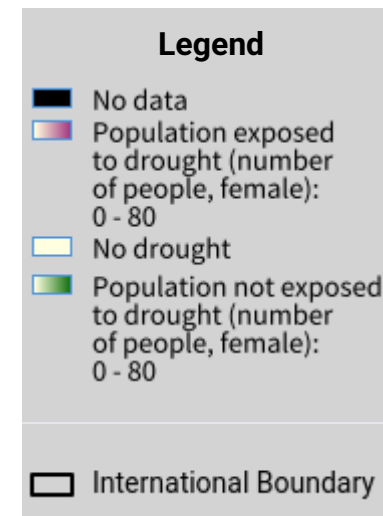 Legend
No data
Population exposed
to drought (number
of people, female):
0 - 80
No drought
Population not exposed
to drought (number
of people, female):
0 - 80
International Boundary